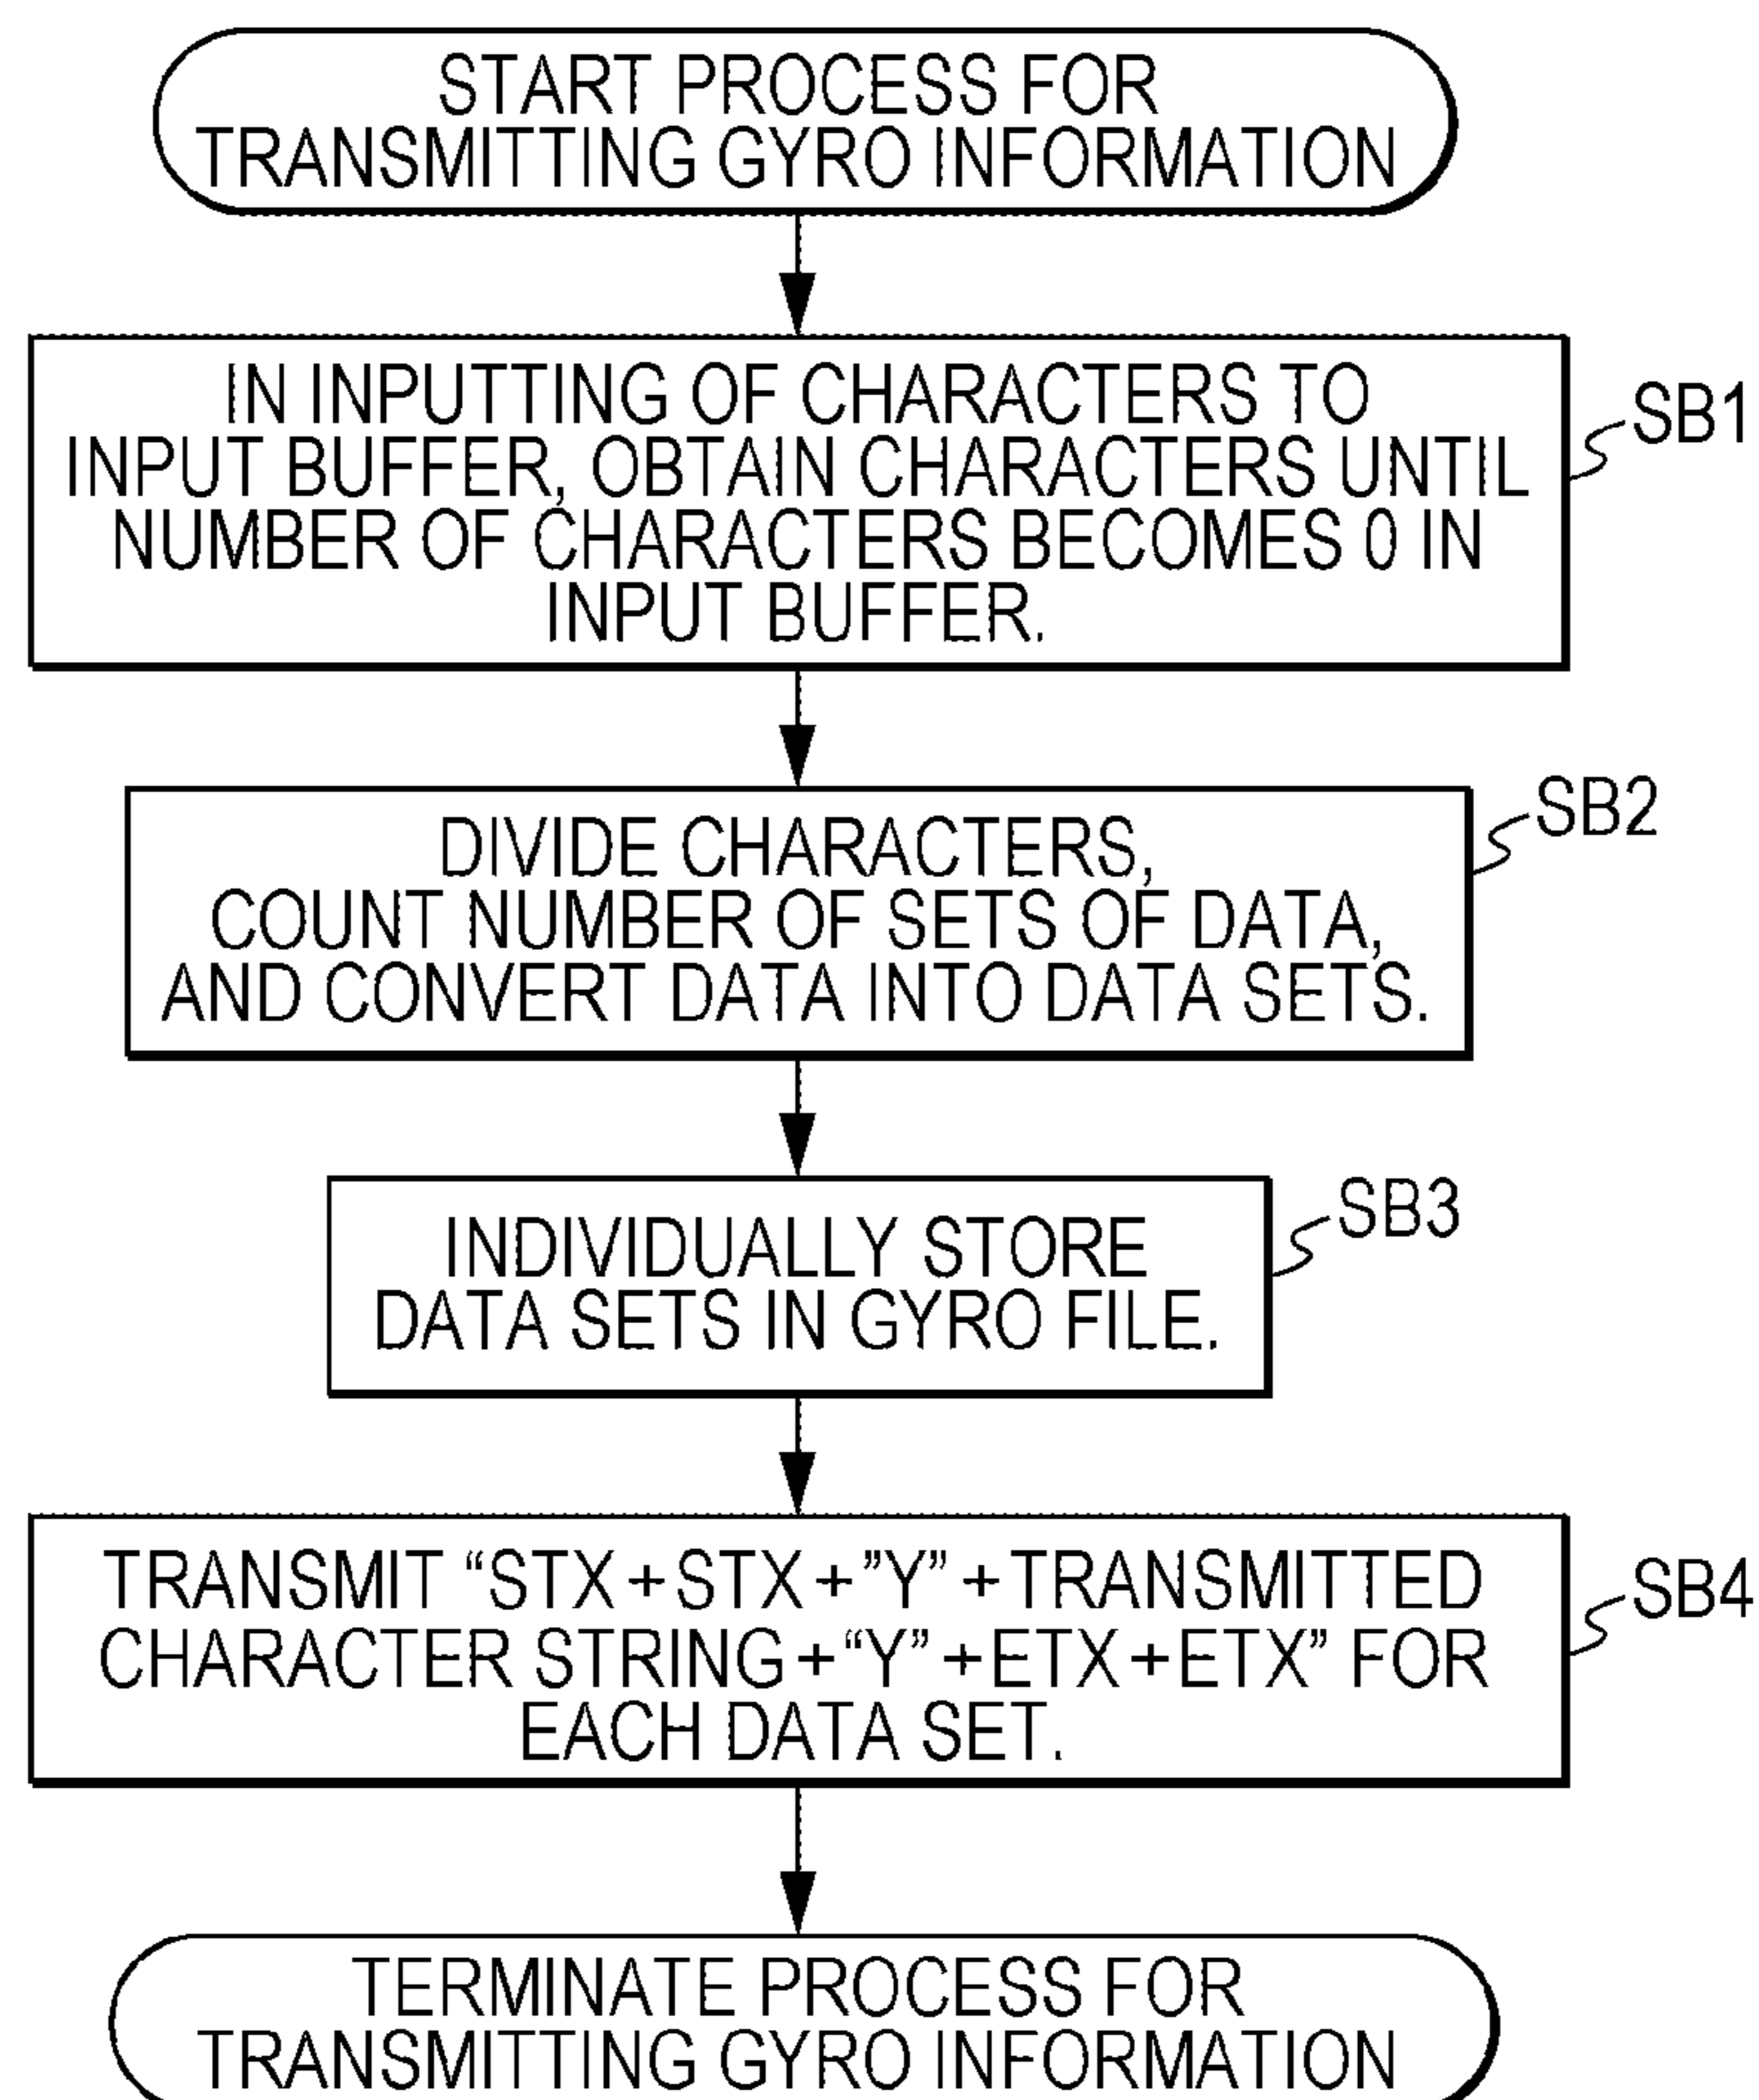 START PROCESS FOR
TRANSMITTING GYRO INFORMATION
IN INPUTTING OF CHARACTERS TO
INPUT BUFFER, OBTAIN CHARACTERS UNTIL
NUMBER OF CHARACTERS BECOMES 0 IN
INPUT BUFFER.
SB1
DIVIDE CHARACTERS,
COUNT NUMBER OF SETS OF DATA,
AND CONVERT DATA INTO DATA SETS.
SB2
INDIVIDUALLY STORE
DATA SETS IN GYRO FILE.
SB3
TRANSMIT “STX+STX+”Y”+ TRANSMITTED
CHARACTER STRING+“Y” +ETX+ETX” FOR
EACH DATA SET.
SB4
TERMINATE PROCESS FOR
TRANSMITTING GYRO INFORMATION